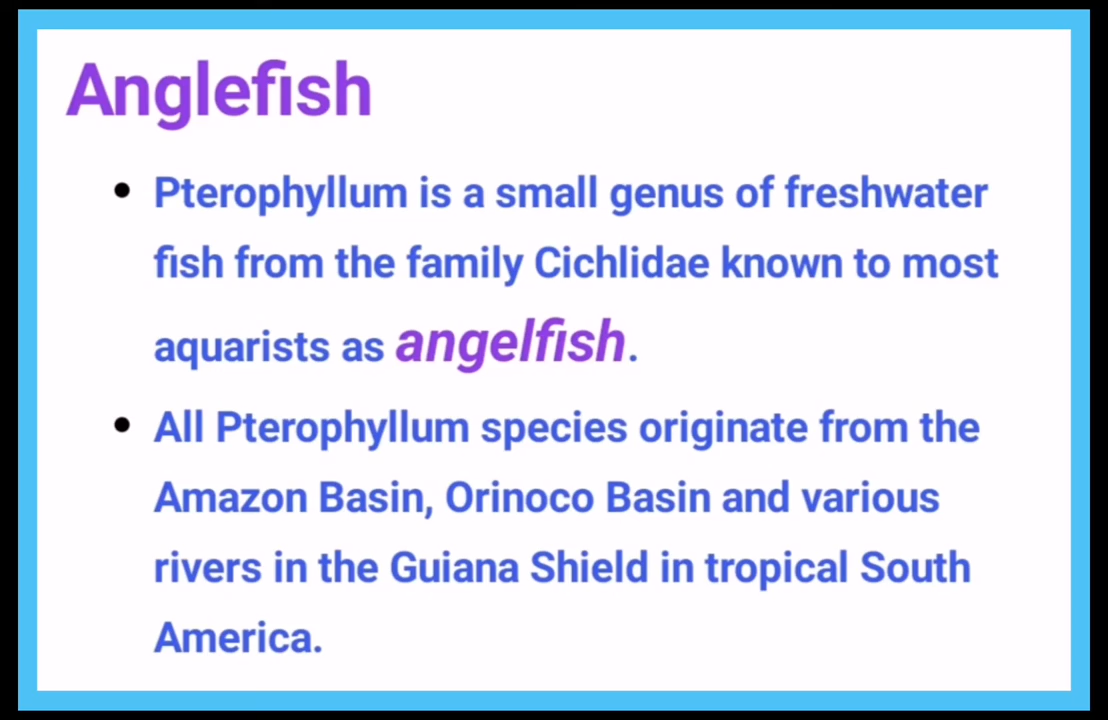 Anglefish
• Pterophyllum is a small genus of freshwater
fish from the family Cichlidae known to most
aquarists as angelfish.
• All Pterophyllum species originate from the
Amazon Basin, Orinoco Basin and various
rivers in the Guiana Shield in tropical South
America.